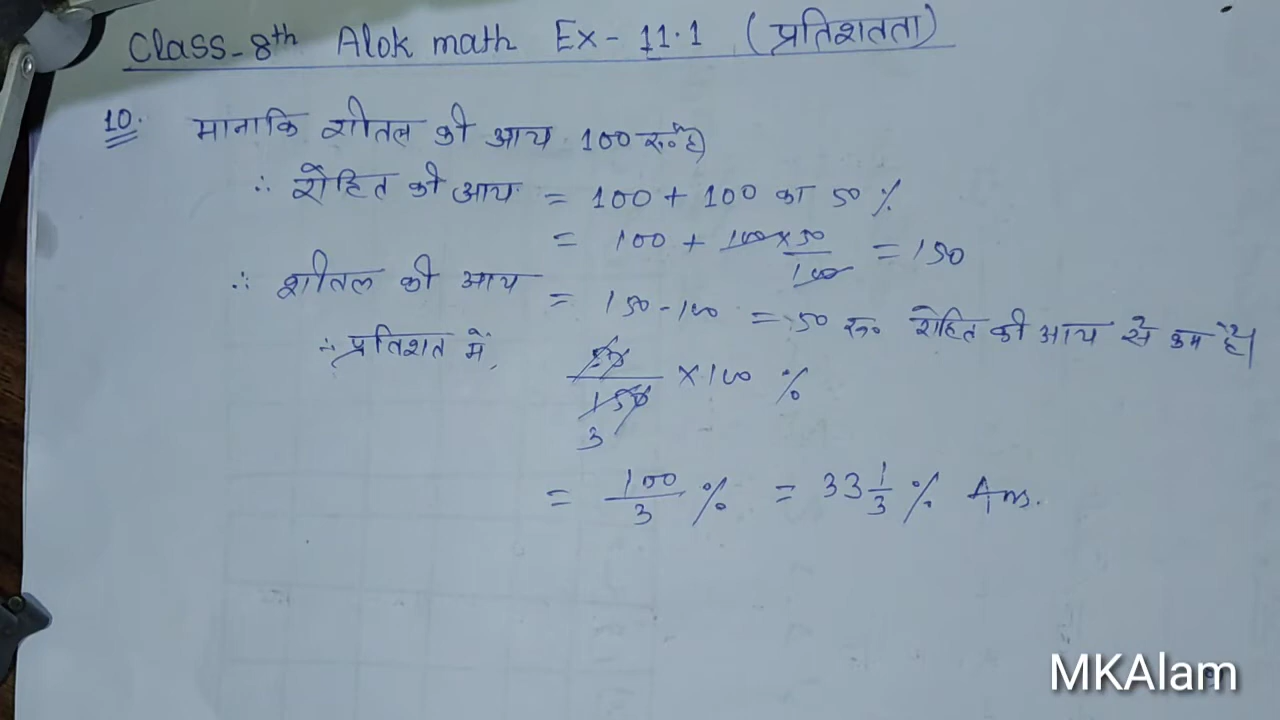 Class-8th Alok math Ex-11.1 (प्रतिशतता)
10. मानाकि शीतल की आय 100 रु० है।
∴ रोहित की आय = 100 + 100 का 50 %
= 100 + 100×50/100 = 150
∴ शीतल की आय = 150-100 = 50 रु० रोहित की आय से कम है।
∴ प्रतिशत में, 50/150 × 100 %
3
= 100/3 % = 33 1/3 % Ans.
MKAlam